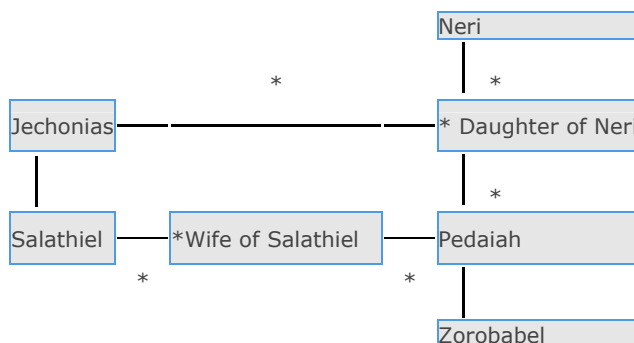 Neri
*
*
Jechonias
* Daughter of Neri
*
Salathiel
*Wife of Salathiel
Pedaiah
*
*
Zorobabel